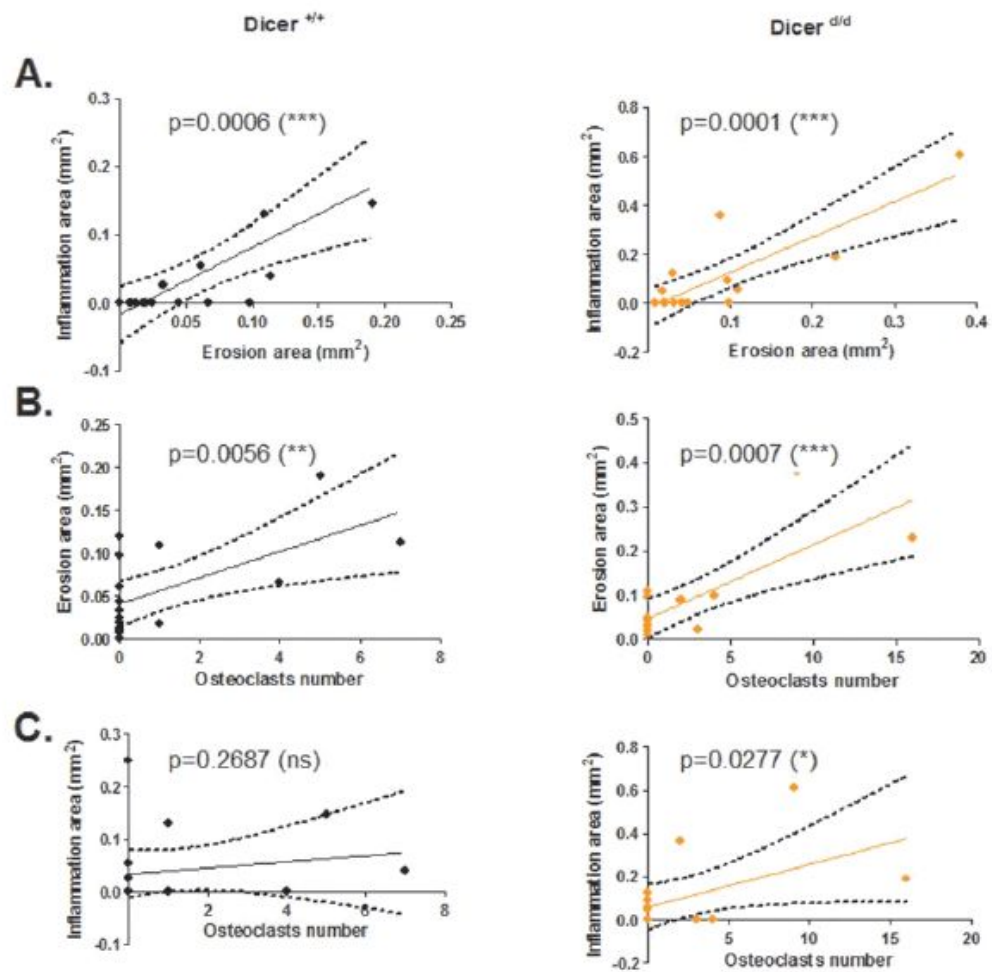 Dicer +/+
Dicer d/d
A.
p=0.0006 (***)
Inflammation area (mm2)
0.3
0.2
0.1
0.0
-0.1
0.05
0.10
0.15
0.20
0.25
Erosion area (mm2)
p=0.0001 (***)
Inflammation area (mm2)
0.8
0.6
0.4
0.2
0.0
-0.2
0.1
0.2
0.3
0.4
Erosion area (mm2)
B.
p=0.0056 (**)
Erosion area (mm2)
0.25
0.20
0.15
0.10
0.05
0.00
0
2
4
6
8
Osteoclasts number
p=0.0007 (***)
Erosion area (mm2)
0.5
0.4
0.3
0.2
0.1
0.0
0
5
10
15
20
Osteoclasts number
C.
p=0.2687 (ns)
Inflammation area (mm2)
0.3
0.2
0.1
0.0
-0.1
2
4
6
8
Osteoclasts number
p=0.0277 (*)
Inflammation area (mm2)
0.8
0.6
0.4
0.2
0.0
-0.2
5
10
15
20
Osteoclasts number